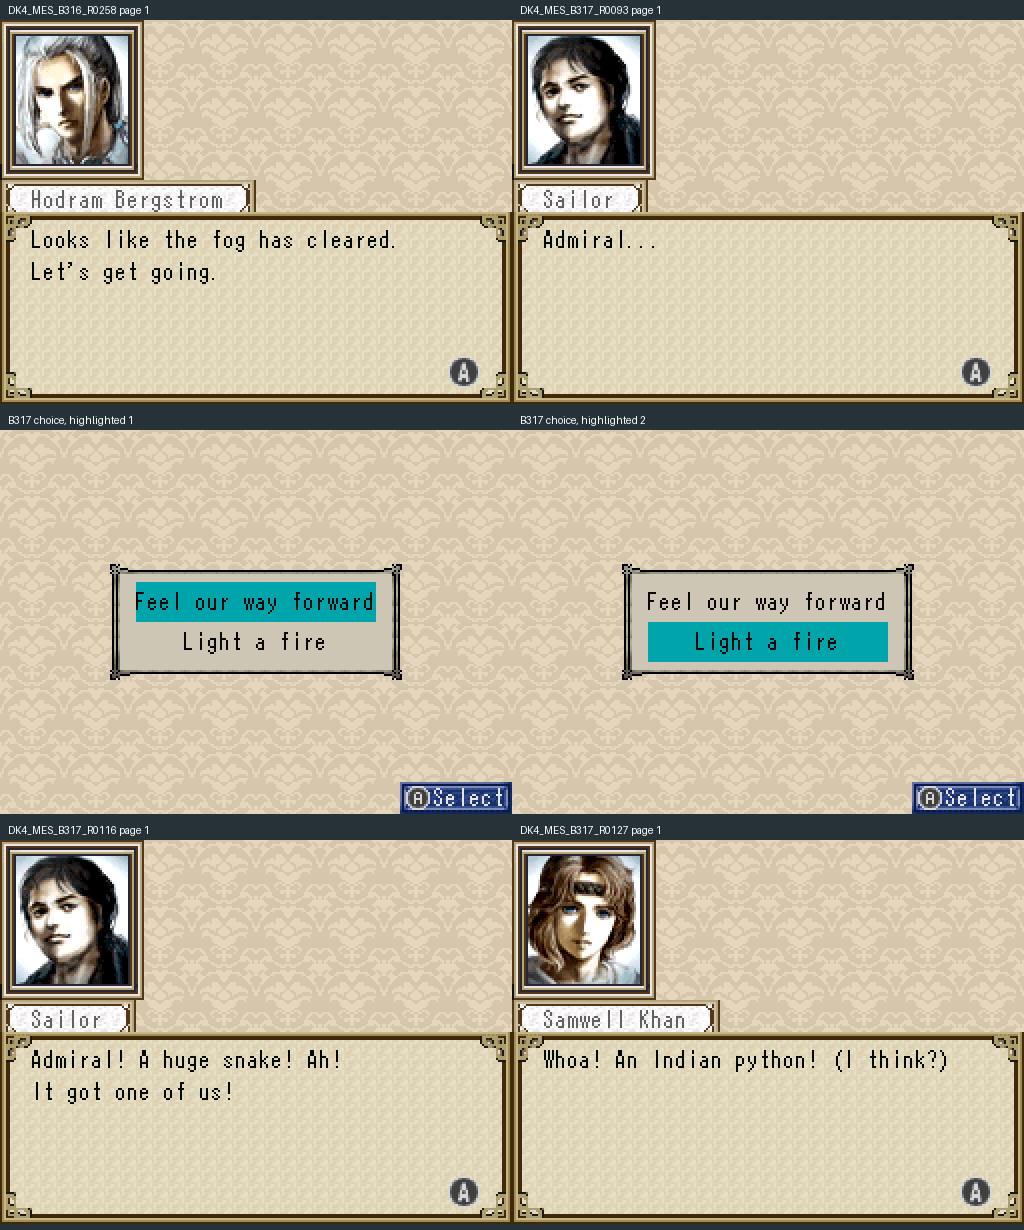 DK4_MES_B316_R0258 page 1
Hodram Bergstrom
Looks like the fog has cleared.
Let's get going.
A
DK4_MES_B317_R0093 page 1
Sailor
Admiral...
A
B317 choice, highlighted 1
Feel our way forward
Light a fire
A Select
B317 choice, highlighted 2
Feel our way forward
Light a fire
A Select
DK4_MES_B317_R0116 page 1
Sailor
Admiral! A huge snake! Ah!
It got one of us!
A
DK4_MES_B317_R0127 page 1
Samwell Khan
Whoa! An Indian python! (I think?)
A